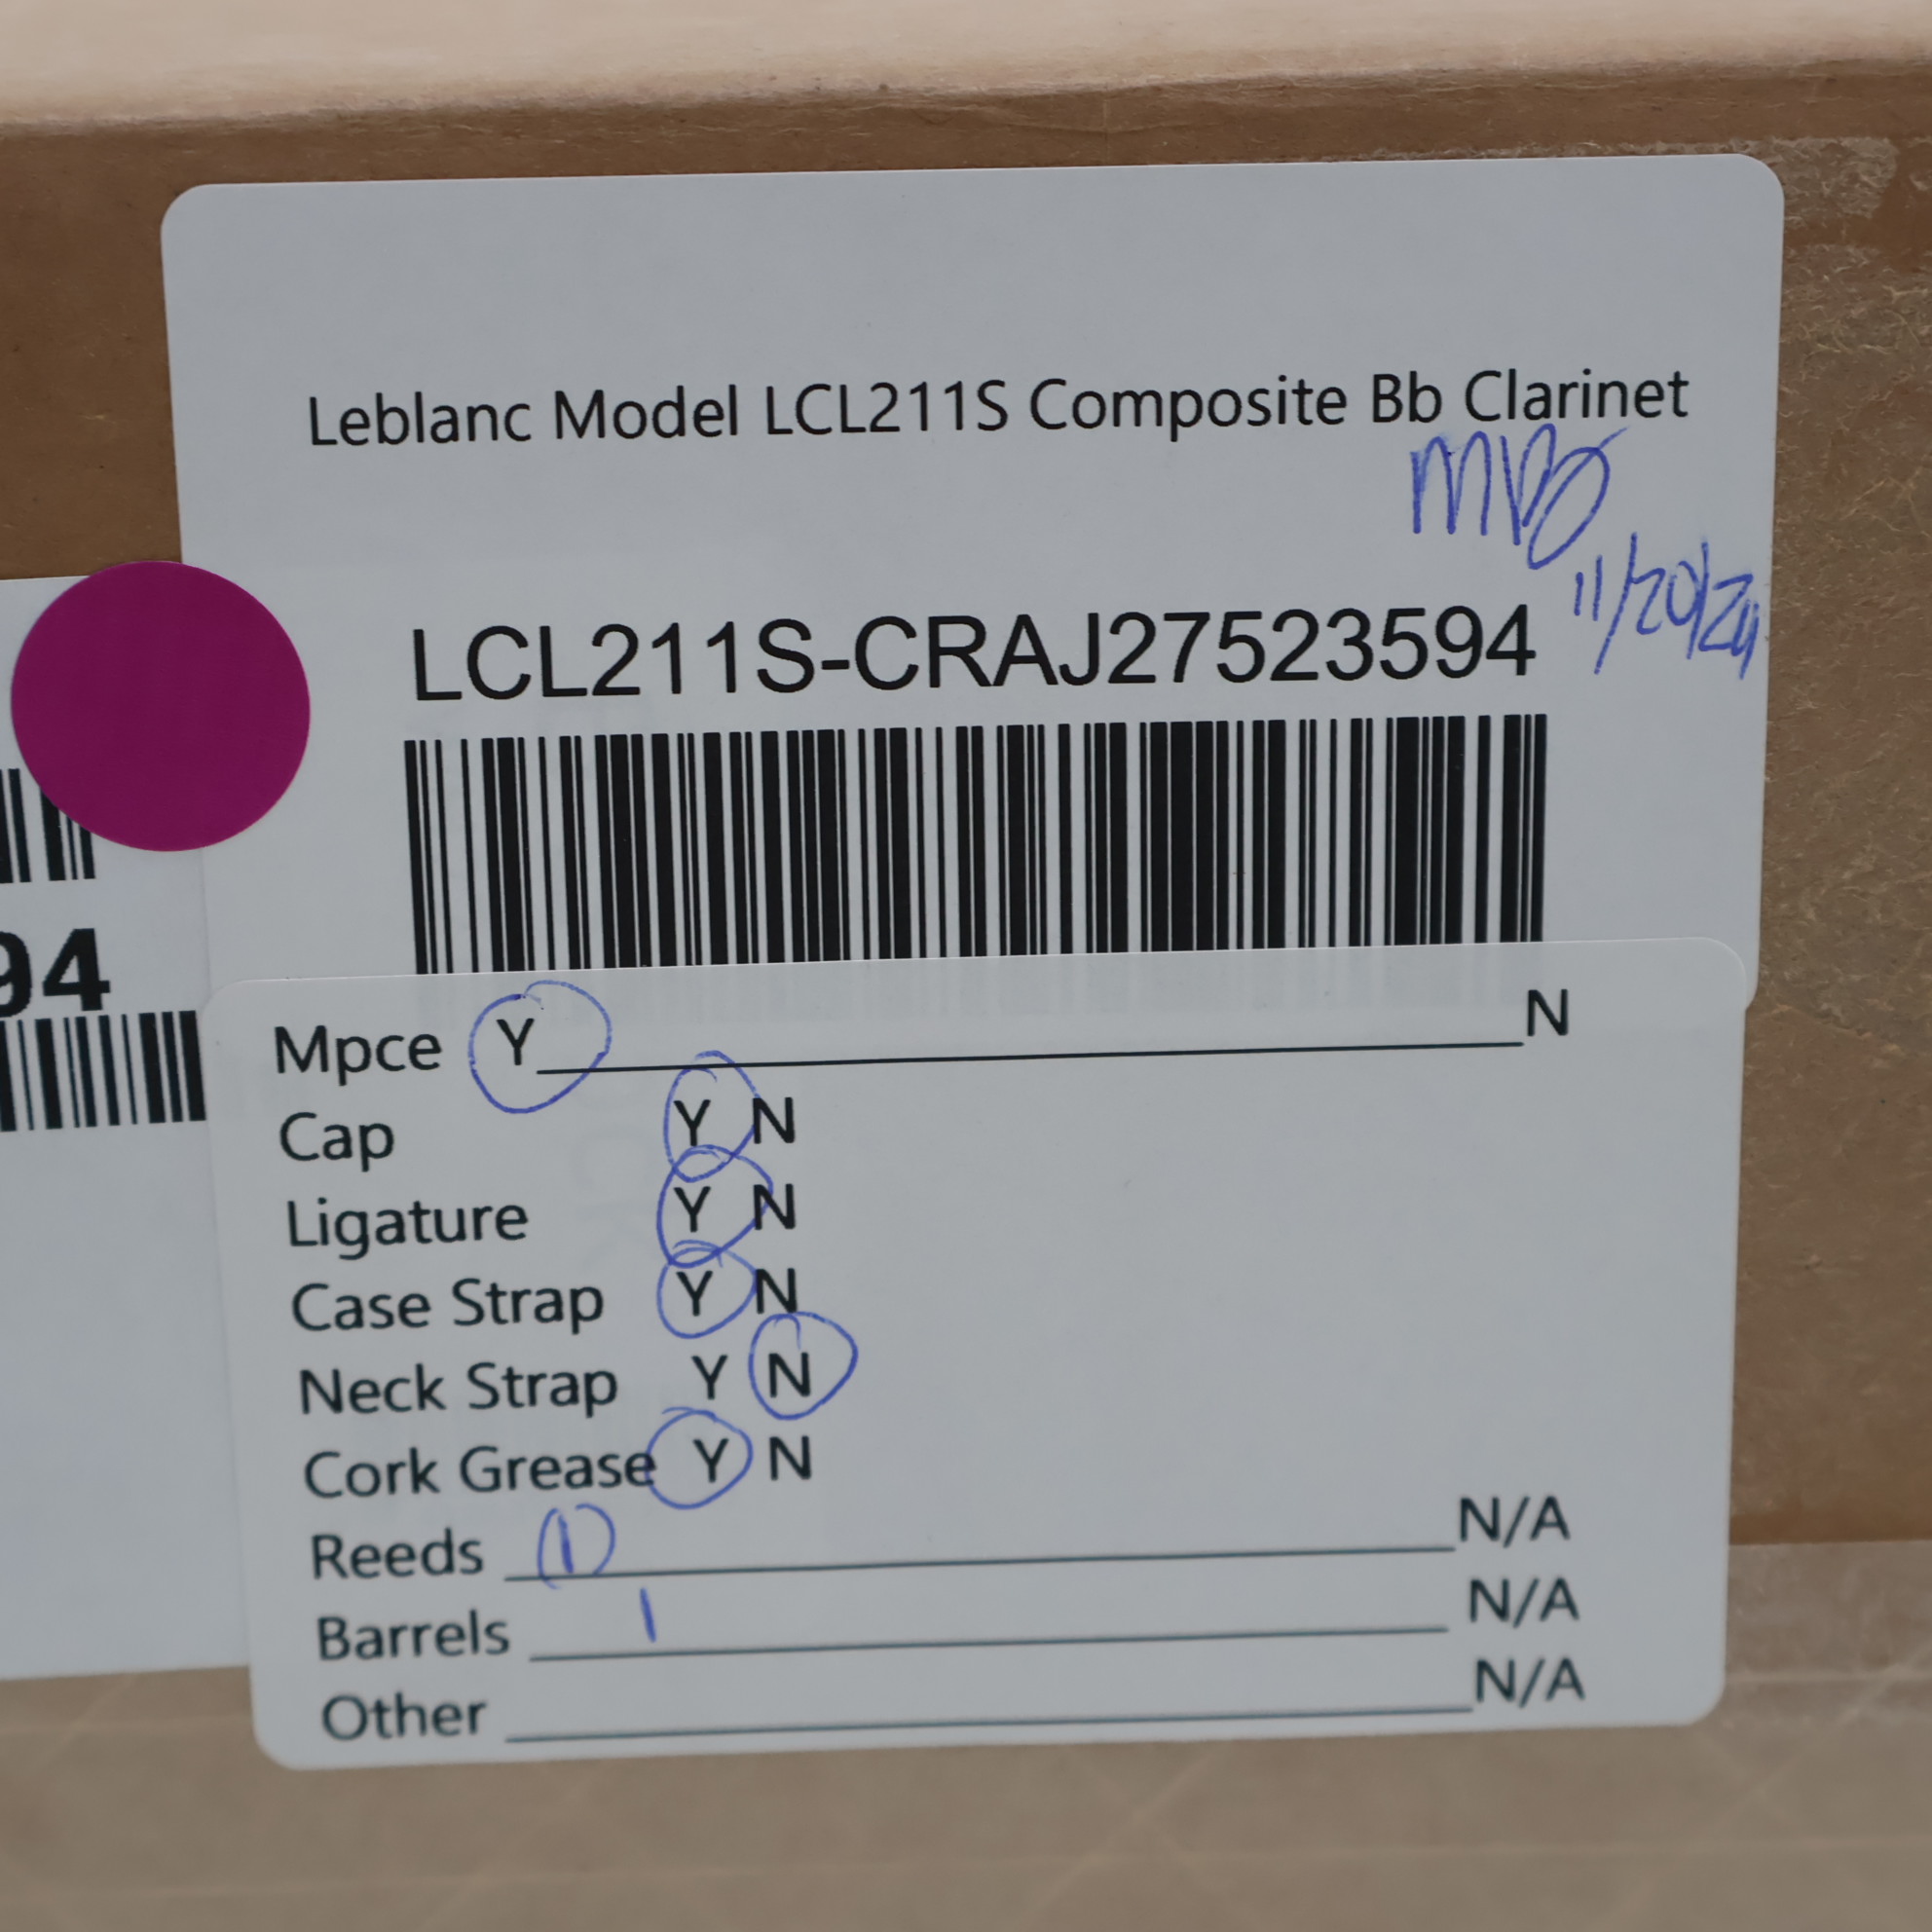 Leblanc Model LCL211S Composite Bb Clarinet
11/20/24
LCL211S-CRAJ27523594
94
Mpce Y N
Cap Y N
Ligature Y N
Case Strap Y N
Neck Strap Y N
Cork Grease Y N
Reeds 1 N/A
Barrels 1 N/A
Other N/A